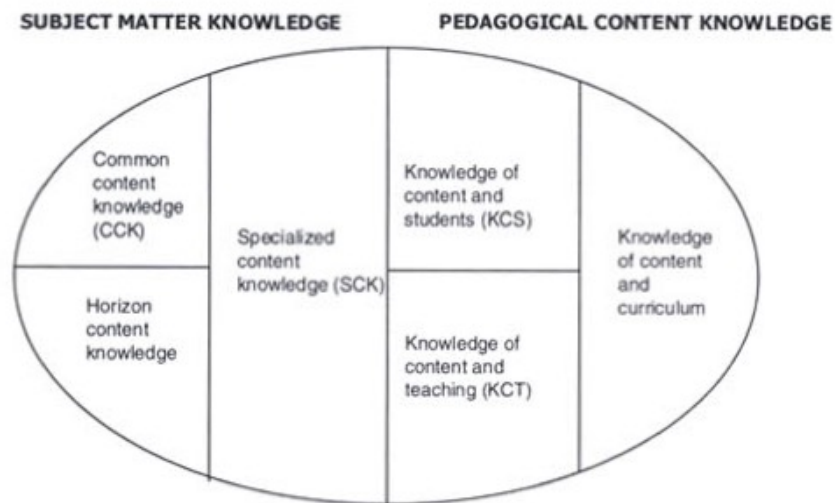 SUBJECT MATTER KNOWLEDGE
PEDAGOGICAL CONTENT KNOWLEDGE
Common
content
knowledge
(CCK)
Horizon
content
knowledge
Specialized
content
knowledge (SCK)
Knowledge of
content and
students (KCS)
Knowledge of
content and
teaching (KCT)
Knowledge
of content
and
curriculum